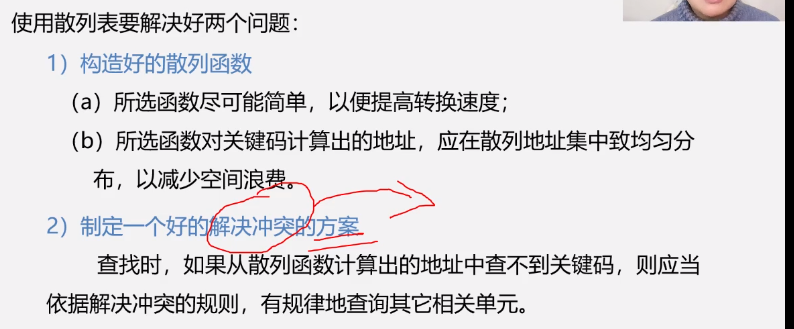 使用散列表要解决好两个问题：
1）构造好的散列函数
（a）所选函数尽可能简单，以便提高转换速度；
（b）所选函数对关键码计算出的地址，应在散列地址集中致均匀分
布，以减少空间浪费。
2）制定一个好的解决冲突的方案
查找时，如果从散列函数计算出的地址中查不到关键码，则应当
依据解决冲突的规则，有规律地查询其它相关单元。